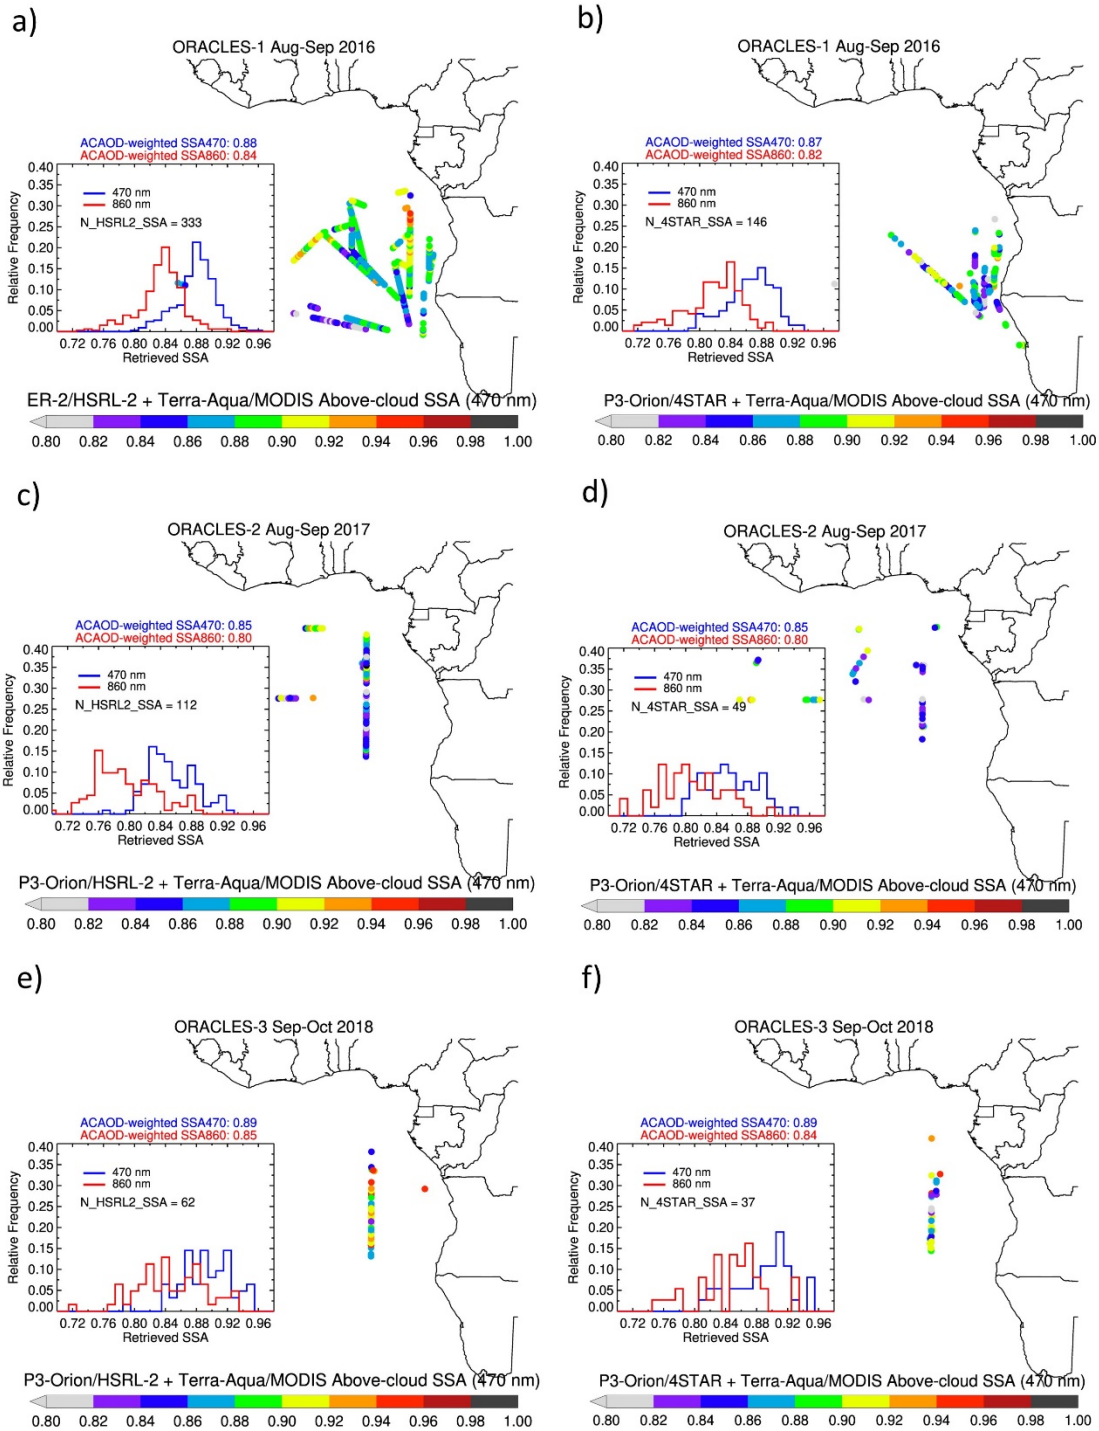 a)
ORACLES-1 Aug-Sep 2016
ACAOD-weighted SSA470: 0.88
ACAOD-weighted SSA860: 0.84
0.40
0.35
0.30
0.25
0.20
0.15
0.10
0.05
0.00
Relative Frequency
470 nm
860 nm
N_HSRL2_SSA = 333
0.72 0.76 0.80 0.84 0.88 0.92 0.96
Retrieved SSA
ER-2/HSRL-2 + Terra-Aqua/MODIS Above-cloud SSA (470 nm)
0.80 0.82 0.84 0.86 0.88 0.90 0.92 0.94 0.96 0.98 1.00
b)
ORACLES-1 Aug-Sep 2016
ACAOD-weighted SSA470: 0.87
ACAOD-weighted SSA860: 0.82
0.40
0.35
0.30
0.25
0.20
0.15
0.10
0.05
0.00
Relative Frequency
470 nm
860 nm
N_4STAR_SSA = 146
0.72 0.76 0.80 0.84 0.88 0.92 0.96
Retrieved SSA
P3-Orion/4STAR + Terra-Aqua/MODIS Above-cloud SSA (470 nm)
0.80 0.82 0.84 0.86 0.88 0.90 0.92 0.94 0.96 0.98 1.00
c)
ORACLES-2 Aug-Sep 2017
ACAOD-weighted SSA470: 0.85
ACAOD-weighted SSA860: 0.80
0.40
0.35
0.30
0.25
0.20
0.15
0.10
0.05
0.00
Relative Frequency
470 nm
860 nm
N_HSRL2_SSA = 112
0.72 0.76 0.80 0.84 0.88 0.92 0.96
Retrieved SSA
P3-Orion/HSRL-2 + Terra-Aqua/MODIS Above-cloud SSA (470 nm)
0.80 0.82 0.84 0.86 0.88 0.90 0.92 0.94 0.96 0.98 1.00
d)
ORACLES-2 Aug-Sep 2017
ACAOD-weighted SSA470: 0.85
ACAOD-weighted SSA860: 0.80
0.40
0.35
0.30
0.25
0.20
0.15
0.10
0.05
0.00
Relative Frequency
470 nm
860 nm
N_4STAR_SSA = 49
0.72 0.76 0.80 0.84 0.88 0.92 0.96
Retrieved SSA
P3-Orion/4STAR + Terra-Aqua/MODIS Above-cloud SSA (470 nm)
0.80 0.82 0.84 0.86 0.88 0.90 0.92 0.94 0.96 0.98 1.00
e)
ORACLES-3 Sep-Oct 2018
ACAOD-weighted SSA470: 0.89
ACAOD-weighted SSA860: 0.85
0.40
0.35
0.30
0.25
0.20
0.15
0.10
0.05
0.00
Relative Frequency
470 nm
860 nm
N_HSRL2_SSA = 62
0.72 0.76 0.80 0.84 0.88 0.92 0.96
Retrieved SSA
P3-Orion/HSRL-2 + Terra-Aqua/MODIS Above-cloud SSA (470 nm)
0.80 0.82 0.84 0.86 0.88 0.90 0.92 0.94 0.96 0.98 1.00
f)
ORACLES-3 Sep-Oct 2018
ACAOD-weighted SSA470: 0.89
ACAOD-weighted SSA860: 0.84
0.40
0.35
0.30
0.25
0.20
0.15
0.10
0.05
0.00
Relative Frequency
470 nm
860 nm
N_4STAR_SSA = 37
0.72 0.76 0.80 0.84 0.88 0.92 0.96
Retrieved SSA
P3-Orion/4STAR + Terra-Aqua/MODIS Above-cloud SSA (470 nm)
0.80 0.82 0.84 0.86 0.88 0.90 0.92 0.94 0.96 0.98 1.00